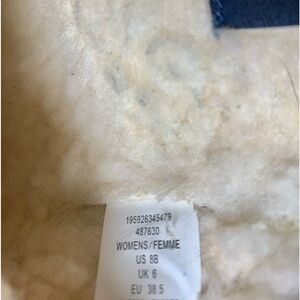 195926345479
487630
WOMENS/FEMME
US 8B
UK 6
EU 38.5